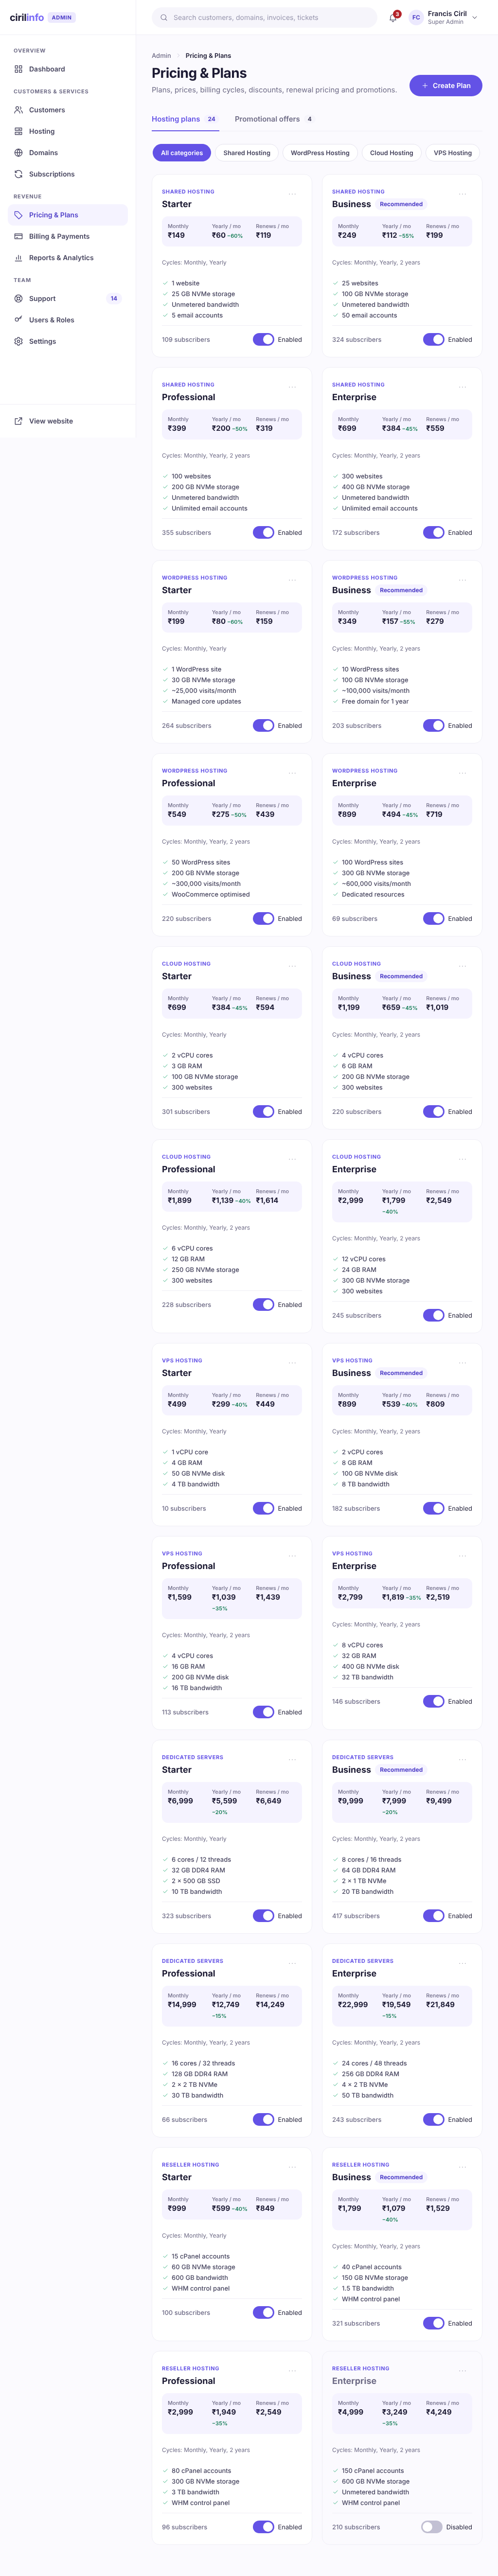 cirilinfo ADMIN
Search customers, domains, invoices, tickets
3
FC
Francis Ciril
Super Admin
OVERVIEW
Dashboard
CUSTOMERS & SERVICES
Customers
Hosting
Domains
Subscriptions
REVENUE
Pricing & Plans
Billing & Payments
Reports & Analytics
TEAM
Support 14
Users & Roles
Settings
View website
Admin / Pricing & Plans
Pricing & Plans
Plans, prices, billing cycles, discounts, renewal pricing and promotions.
Create Plan
Hosting plans 24 Promotional offers 4
All categories Shared Hosting WordPress Hosting Cloud Hosting VPS Hosting
SHARED HOSTING
Starter
Monthly Yearly / mo Renews / mo
₹149 ₹60 −60% ₹119
Cycles: Monthly, Yearly
1 website
25 GB NVMe storage
Unmetered bandwidth
5 email accounts
109 subscribers Enabled
SHARED HOSTING
Business Recommended
Monthly Yearly / mo Renews / mo
₹249 ₹112 −55% ₹199
Cycles: Monthly, Yearly, 2 years
25 websites
100 GB NVMe storage
Unmetered bandwidth
50 email accounts
324 subscribers Enabled
SHARED HOSTING
Professional
Monthly Yearly / mo Renews / mo
₹399 ₹200 −50% ₹319
Cycles: Monthly, Yearly, 2 years
100 websites
200 GB NVMe storage
Unmetered bandwidth
Unlimited email accounts
355 subscribers Enabled
SHARED HOSTING
Enterprise
Monthly Yearly / mo Renews / mo
₹699 ₹384 −45% ₹559
Cycles: Monthly, Yearly, 2 years
300 websites
400 GB NVMe storage
Unmetered bandwidth
Unlimited email accounts
172 subscribers Enabled
WORDPRESS HOSTING
Starter
Monthly Yearly / mo Renews / mo
₹199 ₹80 −60% ₹159
Cycles: Monthly, Yearly
1 WordPress site
30 GB NVMe storage
~25,000 visits/month
Managed core updates
264 subscribers Enabled
WORDPRESS HOSTING
Business Recommended
Monthly Yearly / mo Renews / mo
₹349 ₹157 −55% ₹279
Cycles: Monthly, Yearly, 2 years
10 WordPress sites
100 GB NVMe storage
~100,000 visits/month
Free domain for 1 year
203 subscribers Enabled
WORDPRESS HOSTING
Professional
Monthly Yearly / mo Renews / mo
₹549 ₹275 −50% ₹439
Cycles: Monthly, Yearly, 2 years
50 WordPress sites
200 GB NVMe storage
~300,000 visits/month
WooCommerce optimised
220 subscribers Enabled
WORDPRESS HOSTING
Enterprise
Monthly Yearly / mo Renews / mo
₹899 ₹494 −45% ₹719
Cycles: Monthly, Yearly, 2 years
100 WordPress sites
300 GB NVMe storage
~600,000 visits/month
Dedicated resources
69 subscribers Enabled
CLOUD HOSTING
Starter
Monthly Yearly / mo Renews / mo
₹699 ₹384 −45% ₹594
Cycles: Monthly, Yearly
2 vCPU cores
3 GB RAM
100 GB NVMe storage
300 websites
301 subscribers Enabled
CLOUD HOSTING
Business Recommended
Monthly Yearly / mo Renews / mo
₹1,199 ₹659 −45% ₹1,019
Cycles: Monthly, Yearly, 2 years
4 vCPU cores
6 GB RAM
200 GB NVMe storage
300 websites
220 subscribers Enabled
CLOUD HOSTING
Professional
Monthly Yearly / mo Renews / mo
₹1,899 ₹1,139 −40% ₹1,614
Cycles: Monthly, Yearly, 2 years
6 vCPU cores
12 GB RAM
250 GB NVMe storage
300 websites
228 subscribers Enabled
CLOUD HOSTING
Enterprise
Monthly Yearly / mo Renews / mo
₹2,999 ₹1,799 ₹2,549
−40%
Cycles: Monthly, Yearly, 2 years
12 vCPU cores
24 GB RAM
300 GB NVMe storage
300 websites
245 subscribers Enabled
VPS HOSTING
Starter
Monthly Yearly / mo Renews / mo
₹499 ₹299 −40% ₹449
Cycles: Monthly, Yearly
1 vCPU core
4 GB RAM
50 GB NVMe disk
4 TB bandwidth
10 subscribers Enabled
VPS HOSTING
Business Recommended
Monthly Yearly / mo Renews / mo
₹899 ₹539 −40% ₹809
Cycles: Monthly, Yearly, 2 years
2 vCPU cores
8 GB RAM
100 GB NVMe disk
8 TB bandwidth
182 subscribers Enabled
VPS HOSTING
Professional
Monthly Yearly / mo Renews / mo
₹1,599 ₹1,039 ₹1,439
−35%
Cycles: Monthly, Yearly, 2 years
4 vCPU cores
16 GB RAM
200 GB NVMe disk
16 TB bandwidth
113 subscribers Enabled
VPS HOSTING
Enterprise
Monthly Yearly / mo Renews / mo
₹2,799 ₹1,819 −35% ₹2,519
Cycles: Monthly, Yearly, 2 years
8 vCPU cores
32 GB RAM
400 GB NVMe disk
32 TB bandwidth
146 subscribers Enabled
DEDICATED SERVERS
Starter
Monthly Yearly / mo Renews / mo
₹6,999 ₹5,599 ₹6,649
−20%
Cycles: Monthly, Yearly
6 cores / 12 threads
32 GB DDR4 RAM
2 × 500 GB SSD
10 TB bandwidth
323 subscribers Enabled
DEDICATED SERVERS
Business Recommended
Monthly Yearly / mo Renews / mo
₹9,999 ₹7,999 ₹9,499
−20%
Cycles: Monthly, Yearly, 2 years
8 cores / 16 threads
64 GB DDR4 RAM
2 × 1 TB NVMe
20 TB bandwidth
417 subscribers Enabled
DEDICATED SERVERS
Professional
Monthly Yearly / mo Renews / mo
₹14,999 ₹12,749 ₹14,249
−15%
Cycles: Monthly, Yearly, 2 years
16 cores / 32 threads
128 GB DDR4 RAM
2 × 2 TB NVMe
30 TB bandwidth
66 subscribers Enabled
DEDICATED SERVERS
Enterprise
Monthly Yearly / mo Renews / mo
₹22,999 ₹19,549 ₹21,849
−15%
Cycles: Monthly, Yearly, 2 years
24 cores / 48 threads
256 GB DDR4 RAM
4 × 2 TB NVMe
50 TB bandwidth
243 subscribers Enabled
RESELLER HOSTING
Starter
Monthly Yearly / mo Renews / mo
₹999 ₹599 −40% ₹849
Cycles: Monthly, Yearly
15 cPanel accounts
60 GB NVMe storage
600 GB bandwidth
WHM control panel
100 subscribers Enabled
RESELLER HOSTING
Business Recommended
Monthly Yearly / mo Renews / mo
₹1,799 ₹1,079 ₹1,529
−40%
Cycles: Monthly, Yearly, 2 years
40 cPanel accounts
150 GB NVMe storage
1.5 TB bandwidth
WHM control panel
321 subscribers Enabled
RESELLER HOSTING
Professional
Monthly Yearly / mo Renews / mo
₹2,999 ₹1,949 ₹2,549
−35%
Cycles: Monthly, Yearly, 2 years
80 cPanel accounts
300 GB NVMe storage
3 TB bandwidth
WHM control panel
96 subscribers Enabled
RESELLER HOSTING
Enterprise
Monthly Yearly / mo Renews / mo
₹4,999 ₹3,249 ₹4,249
−35%
Cycles: Monthly, Yearly, 2 years
150 cPanel accounts
600 GB NVMe storage
Unmetered bandwidth
WHM control panel
210 subscribers Disabled